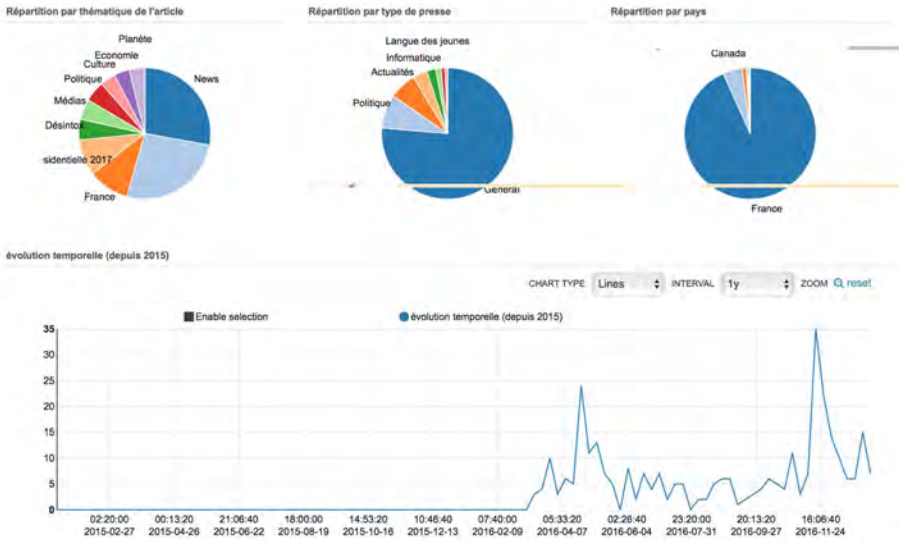 Répartition par thématique de l'article
Répartition par type de presse
Répartition par pays
Planète
Economie
Culture
Politique
Médias
Désintox
sidentielle 2017
France
News
Langue des jeunes
Informatique
Actualités
Politique
General
Canada
France
évolution temporelle (depuis 2015)
CHART TYPE Lines INTERVAL 1y ZOOM reset
Enable selection évolution temporelle (depuis 2015)
35
30
25
20
15
10
5
0
02:20:00 00:13:20 21:06:40 18:00:00 14:53:20 10:46:40 07:40:00 05:33:20 02:26:40 23:20:00 20:13:20 16:06:40
2015-02-27 2015-04-26 2015-06-22 2015-08-19 2015-10-16 2015-12-13 2016-02-09 2016-04-07 2016-06-04 2016-07-31 2016-09-27 2016-11-24